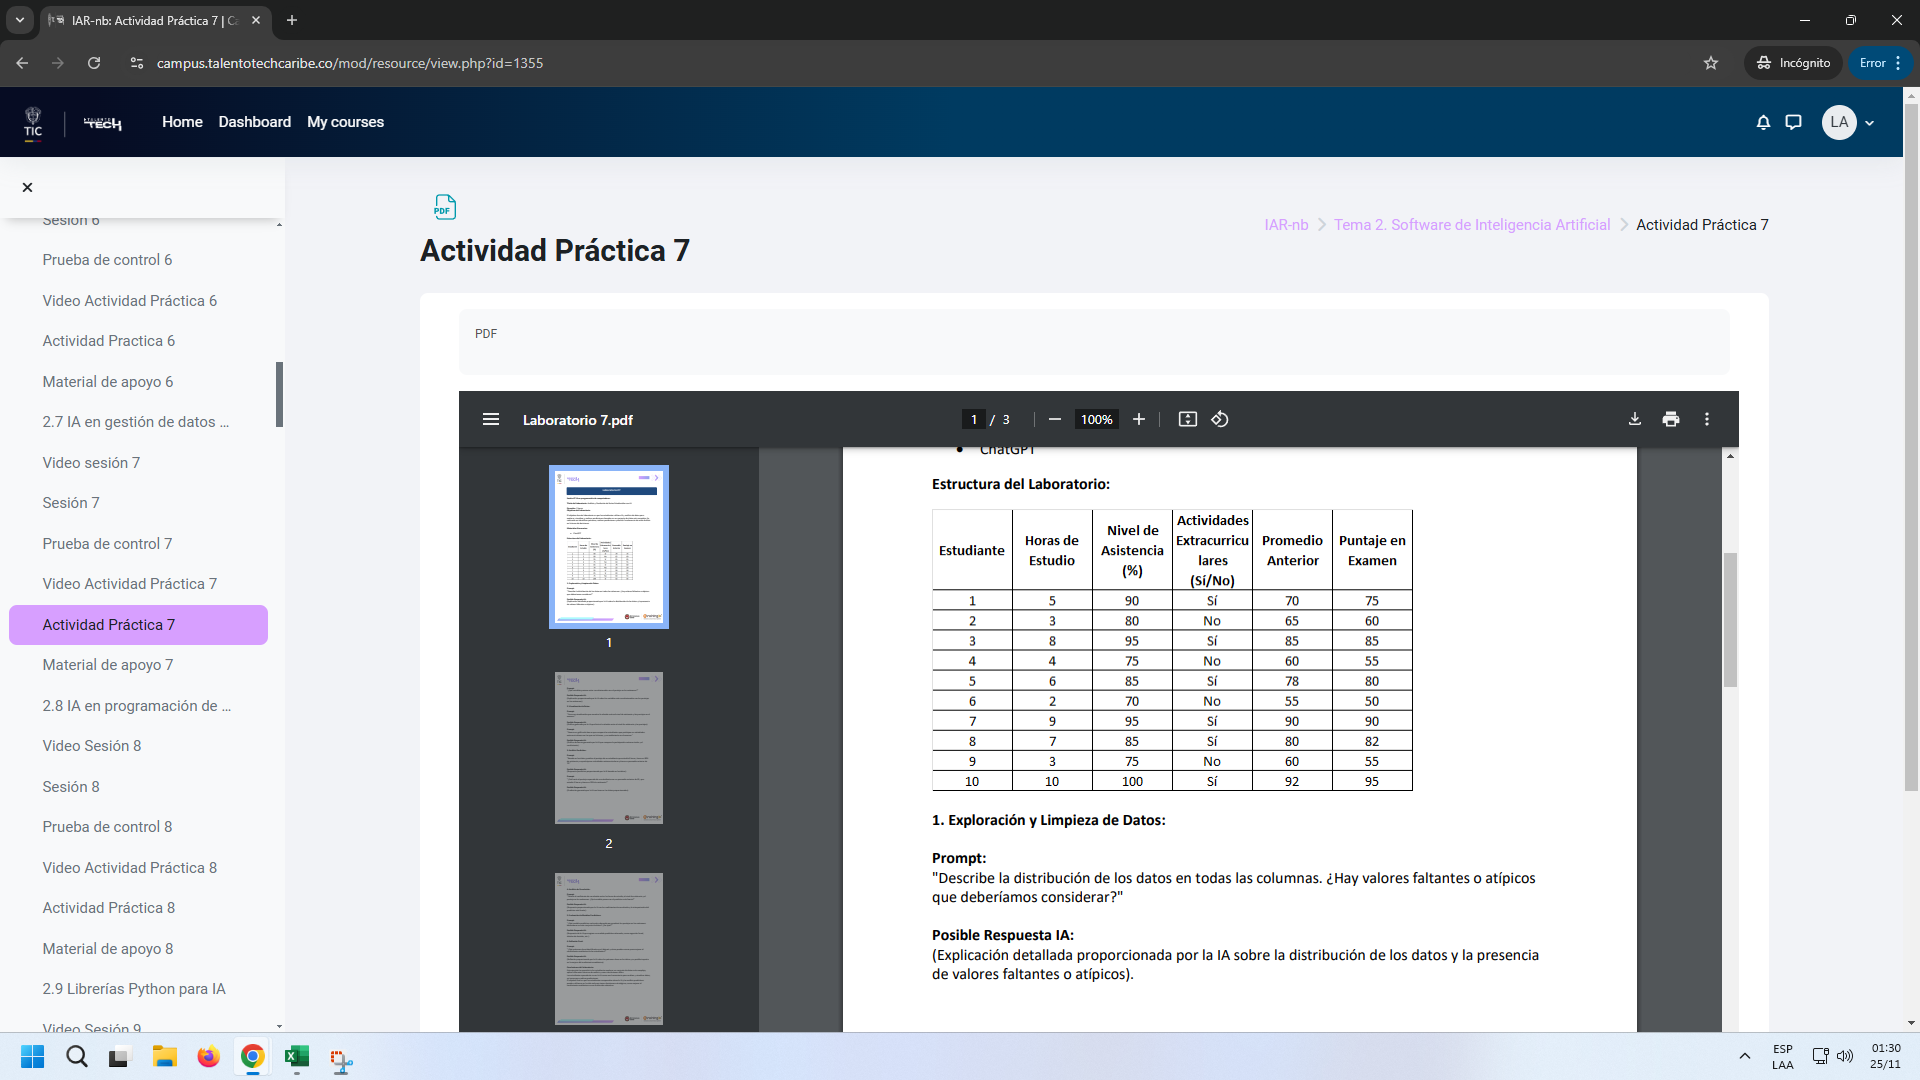 IAR-nb: Actividad Práctica 7 | Ca
campus.talentotechcaribe.co/mod/resource/view.php?id=1355
Incógnito
Error
TIC
TECH
Home
Dashboard
My courses
LA
Sesión 6
Prueba de control 6
Video Actividad Práctica 6
Actividad Practica 6
Material de apoyo 6
2.7 IA en gestión de datos ...
Video sesión 7
Sesión 7
Prueba de control 7
Video Actividad Práctica 7
Actividad Práctica 7
Material de apoyo 7
2.8 IA en programación de ...
Video Sesión 8
Sesión 8
Prueba de control 8
Video Actividad Práctica 8
Actividad Práctica 8
Material de apoyo 8
2.9 Librerías Python para IA
Video Sesión 9
PDF
Actividad Práctica 7
IAR-nb
Tema 2. Software de Inteligencia Artificial
Actividad Práctica 7
PDF
Laboratorio 7.pdf
1 / 3
100%
1
2
ChatGPT
Estructura del Laboratorio:
Estudiante | Horas de Estudio | Nivel de Asistencia (%) | Actividades Extracurriculares (Sí/No) | Promedio Anterior | Puntaje en Examen
1 5 90 Sí 70 75
2 3 80 No 65 60
3 8 95 Sí 85 85
4 4 75 No 60 55
5 6 85 Sí 78 80
6 2 70 No 55 50
7 9 95 Sí 90 90
8 7 85 Sí 80 82
9 3 75 No 60 55
10 10 100 Sí 92 95
1. Exploración y Limpieza de Datos:
Prompt:
"Describe la distribución de los datos en todas las columnas. ¿Hay valores faltantes o atípicos
que deberíamos considerar?"
Posible Respuesta IA:
(Explicación detallada proporcionada por la IA sobre la distribución de los datos y la presencia
de valores faltantes o atípicos).
ESP
LAA
01:30
25/11